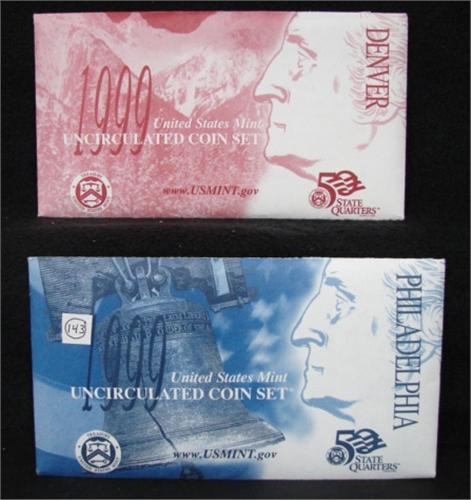 DENVER
1999
United States Mint
UNCIRCULATED COIN SET
www.USMINT.gov
50
STATE
QUARTERS
143
PHILADELPHIA
1999
United States Mint
UNCIRCULATED COIN SET
www.USMINT.gov
50
STATE
QUARTERS